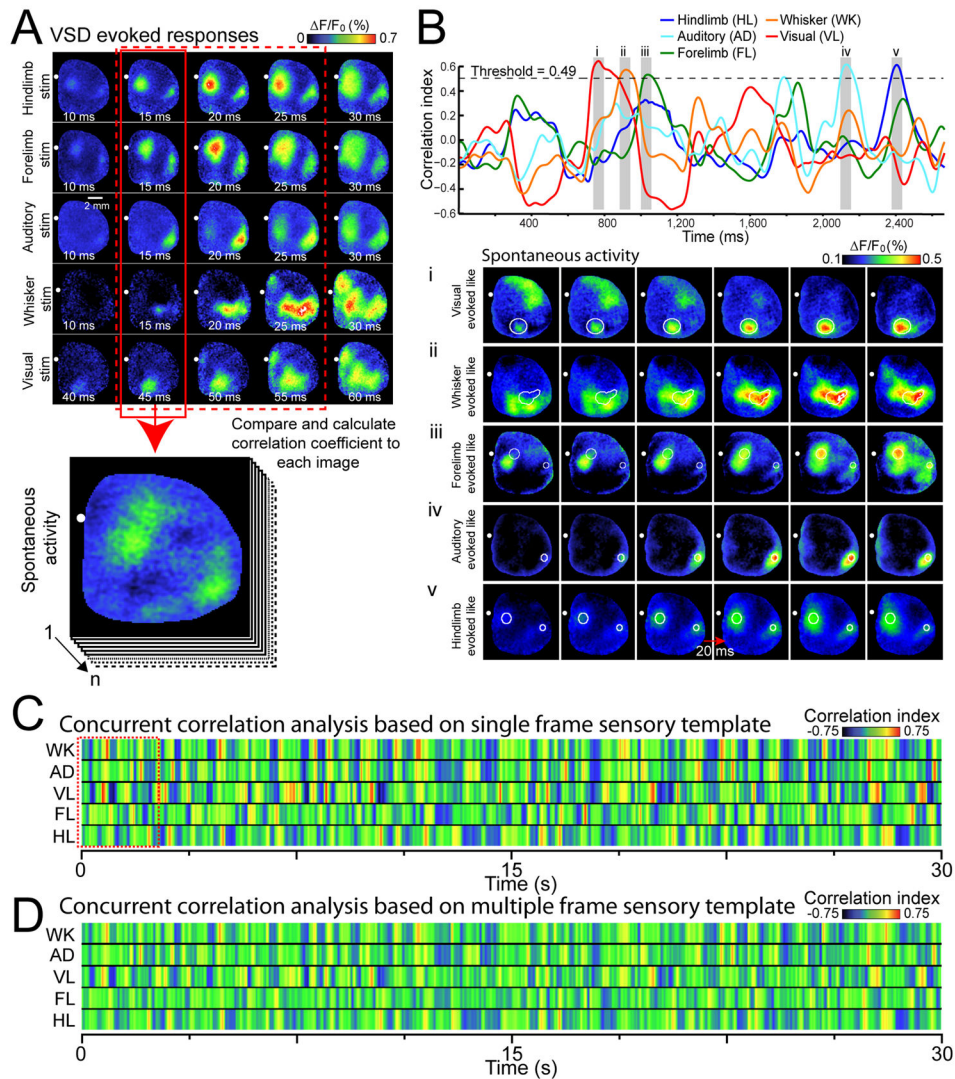 A
VSD evoked responses
ΔF/F0 (%)
0 0.7
Hindlimb stim
10 ms 15 ms 20 ms 25 ms 30 ms
Forelimb stim
10 ms 15 ms 20 ms 25 ms 30 ms
2 mm
Auditory stim
10 ms 15 ms 20 ms 25 ms 30 ms
Whisker stim
10 ms 15 ms 20 ms 25 ms 30 ms
Visual stim
40 ms 45 ms 50 ms 55 ms 60 ms
Compare and calculate
correlation coefficient to
each image
Spontaneous
activity
1
n
B
Hindlimb (HL) Whisker (WK)
Auditory (AD) Visual (VL)
Forelimb (FL)
i ii iii iv v
Threshold = 0.49
Correlation index
0.6
0.4
0.2
0.0
−0.2
−0.4
−0.6
400 800 1,200 1,600 2,000 2,400
Time (ms)
Spontaneous activity
ΔF/F0 (%)
0.1 0.5
i
Visual
evoked like
ii
Whisker
evoked like
iii
Forelimb
evoked like
iv
Auditory
evoked like
v
Hindlimb
evoked like
20 ms
C
Concurrent correlation analysis based on single frame sensory template
Correlation index
-0.75 0.75
WK
AD
VL
FL
HL
0 15 30
Time (s)
D
Concurrent correlation analysis based on multiple frame sensory template
Correlation index
-0.75 0.75
WK
AD
VL
FL
HL
0 15 30
Time (s)